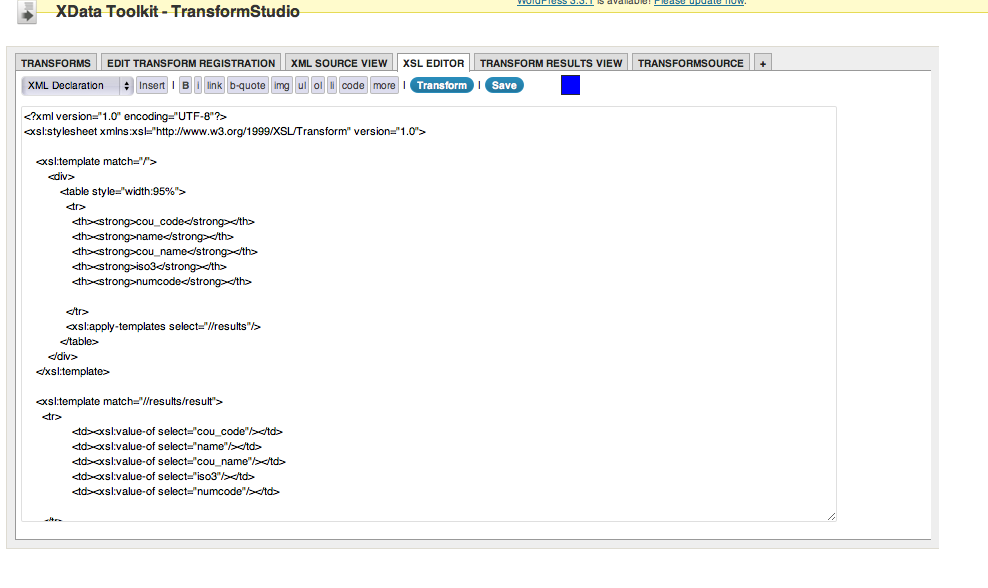 WordPress 3.3.1 is available! Please update now.
XData Toolkit - TransformStudio
TRANSFORMS EDIT TRANSFORM REGISTRATION XML SOURCE VIEW XSL EDITOR TRANSFORM RESULTS VIEW TRANSFORMSOURCE +
XML Declaration Insert | B i link b-quote img ul ol li code more | Transform | Save
<?xml version="1.0" encoding="UTF-8"?>
<xsl:stylesheet xmlns:xsl="http://www.w3.org/1999/XSL/Transform" version="1.0">
<xsl:template match="/">
<div>
<table style="width:95%">
<tr>
<th><strong>cou_code</strong></th>
<th><strong>name</strong></th>
<th><strong>cou_name</strong></th>
<th><strong>iso3</strong></th>
<th><strong>numcode</strong></th>
</tr>
<xsl:apply-templates select="//results"/>
</table>
</div>
</xsl:template>
<xsl:template match="//results/result">
<tr>
<td><xsl:value-of select="cou_code"/></td>
<td><xsl:value-of select="name"/></td>
<td><xsl:value-of select="cou_name"/></td>
<td><xsl:value-of select="iso3"/></td>
<td><xsl:value-of select="numcode"/></td>
</tr>